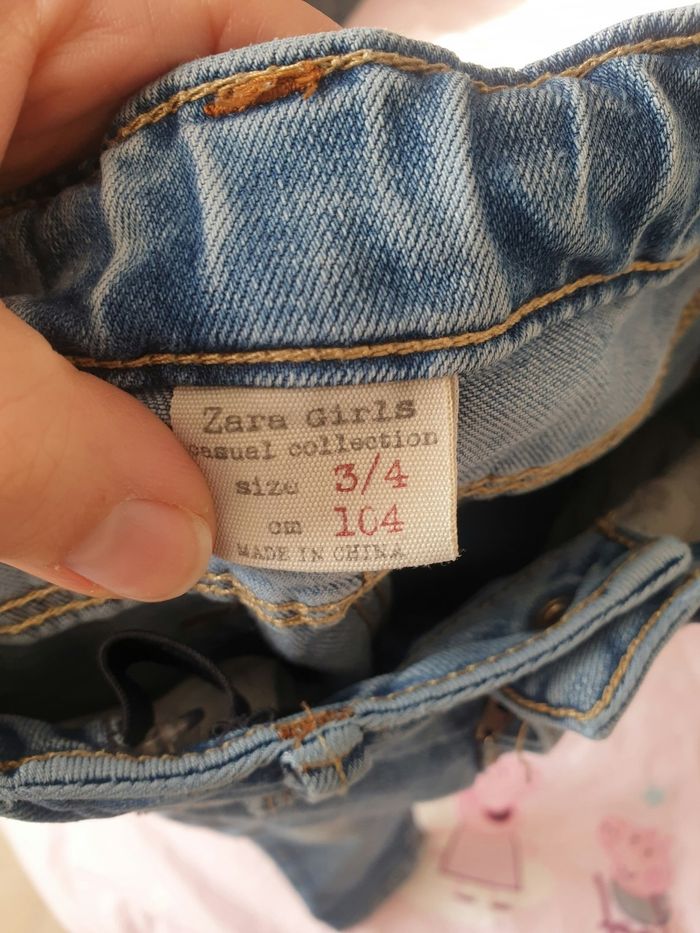 Zara Girls
casual collection
size 3/4
cm 104
MADE IN CHINA